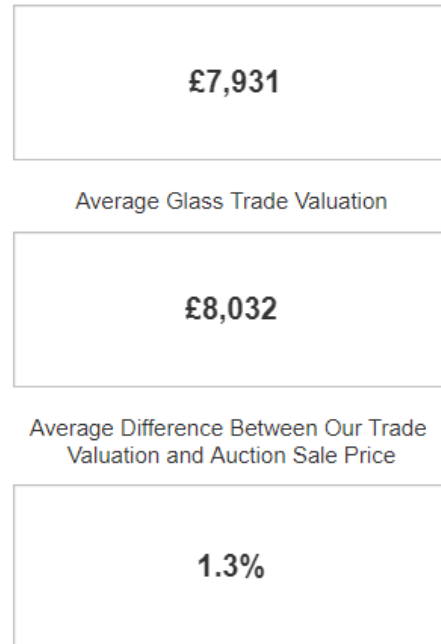 £7,931
Average Glass Trade Valuation
£8,032
Average Difference Between Our Trade
Valuation and Auction Sale Price
1.3%